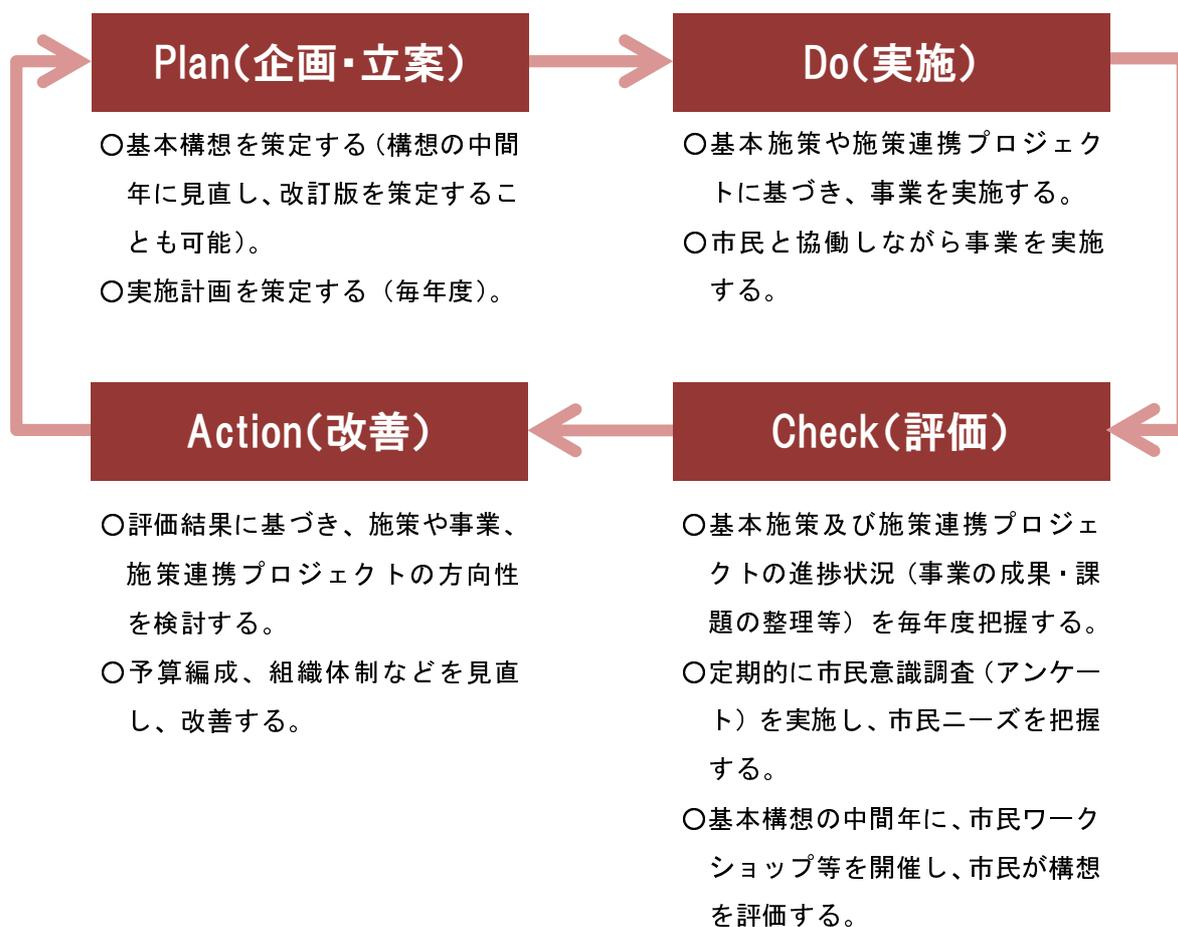 Plan(企画・立案)
〇基本構想を策定する(構想の中間
年に見直し、改訂版を策定するこ
とも可能)。
〇実施計画を策定する(毎年度)。
Do(実施)
〇基本施策や施策連携プロジェク
トに基づき、事業を実施する。
〇市民と協働しながら事業を実施
する。
Check(評価)
〇基本施策及び施策連携プロジェ
クトの進捗状況(事業の成果・課
題の整理等)を毎年度把握する。
〇定期的に市民意識調査(アンケー
ト)を実施し、市民ニーズを把握
する。
〇基本構想の中間年に、市民ワーク
ショップ等を開催し、市民が構想
を評価する。
Action(改善)
〇評価結果に基づき、施策や事業、
施策連携プロジェクトの方向性
を検討する。
〇予算編成、組織体制などを見直
し、改善する。